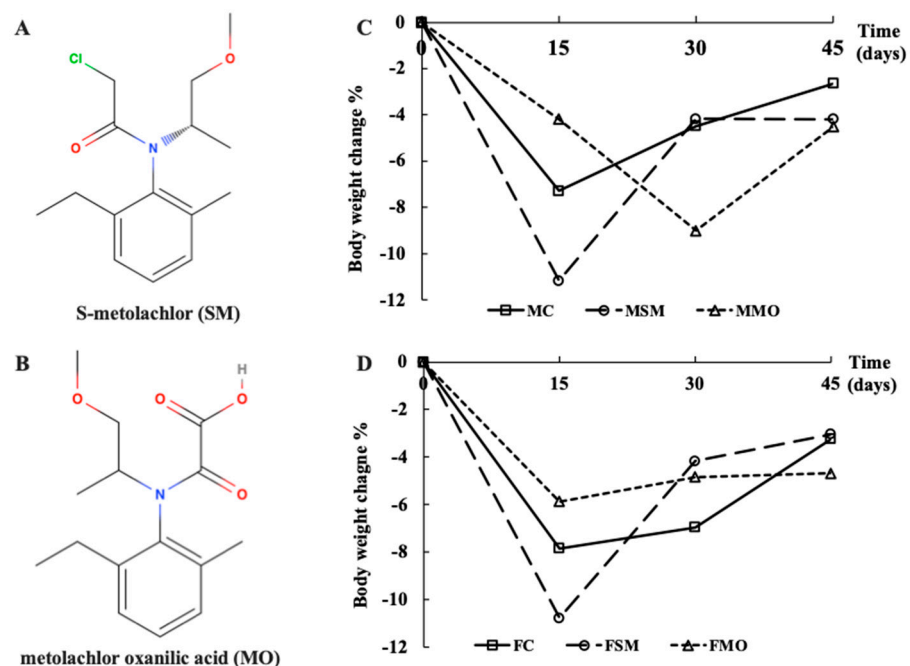 A
Cl
O
N
O
S-metolachlor (SM)
B
O
H
O
O
N
O
metolachlor oxanilic acid (MO)
C
Body weight change %
0
-2
-4
-6
-8
-10
-12
0 15 30 45
Time
(days)
MC MSM MMO
D
Body weight chagne %
0
-2
-4
-6
-8
-10
-12
0 15 30 45
Time
(days)
FC FSM FMO